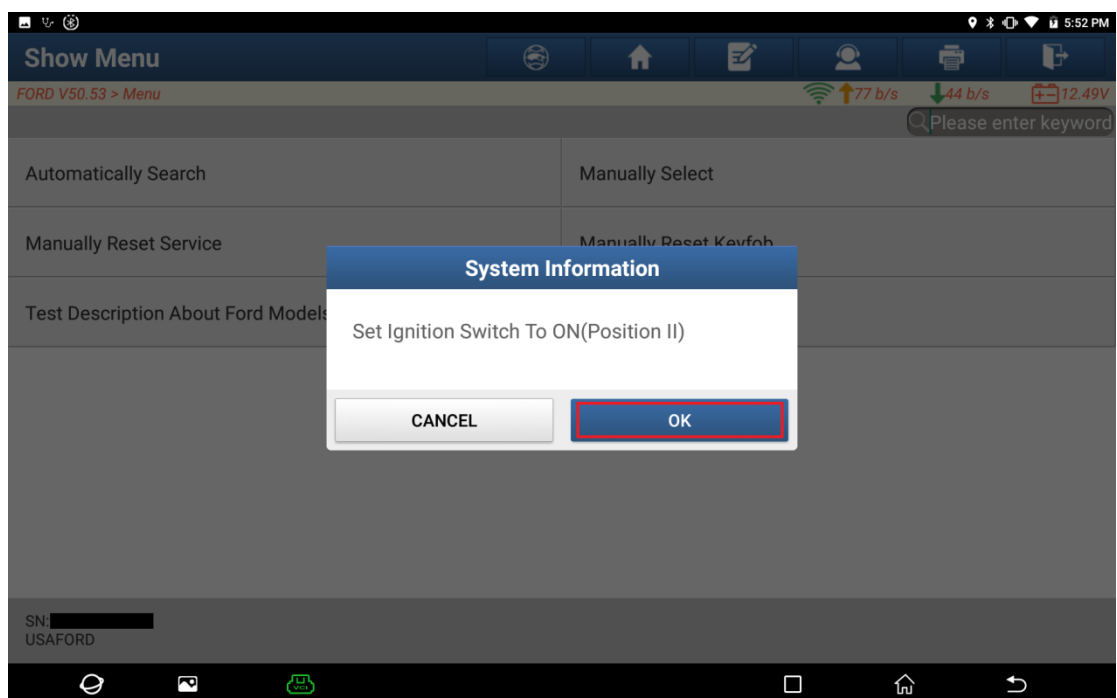 5:52 PM
Show Menu
FORD V50.53 > Menu
77 b/s
44 b/s
12.49V
Please enter keyword
Automatically Search
Manually Select
Manually Reset Service
Manually Reset Keyfob
Test Description About Ford Models
System Information
Set Ignition Switch To ON(Position II)
CANCEL
OK
SN:
USAFORD
VCI